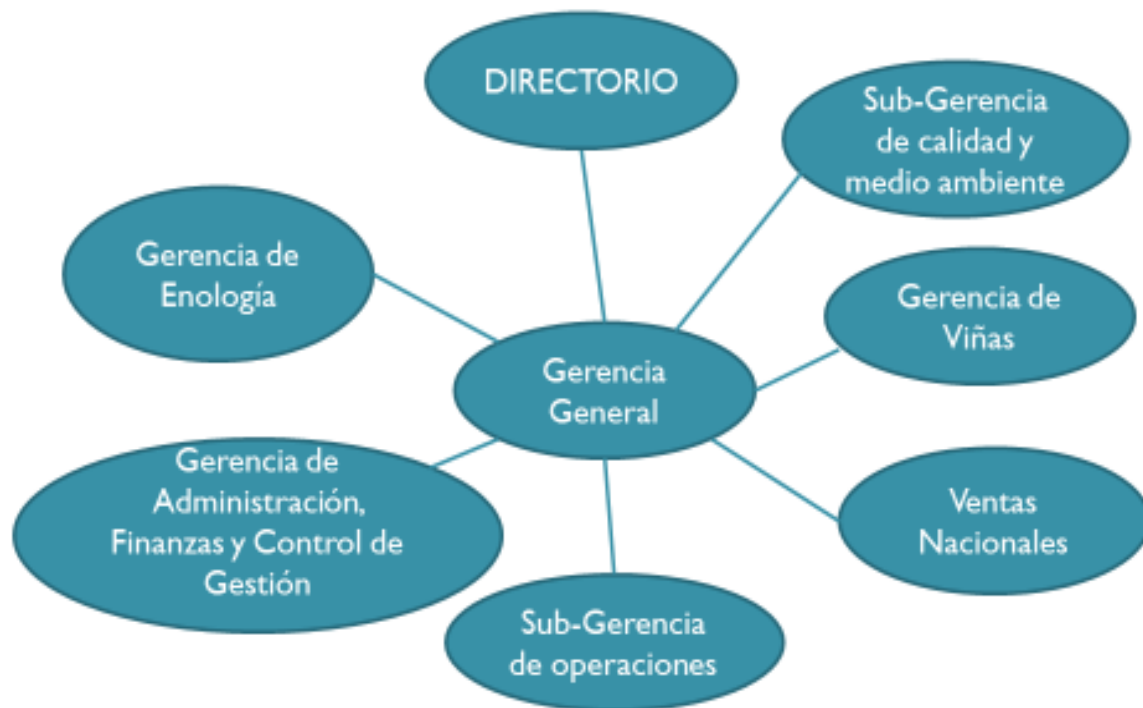 DIRECTORIO
Sub-Gerencia
de calidad y
medio ambiente
Gerencia de
Enología
Gerencia de
Viñas
Gerencia
General
Gerencia de
Administración,
Finanzas y Control de
Gestión
Ventas
Nacionales
Sub-Gerencia
de operaciones